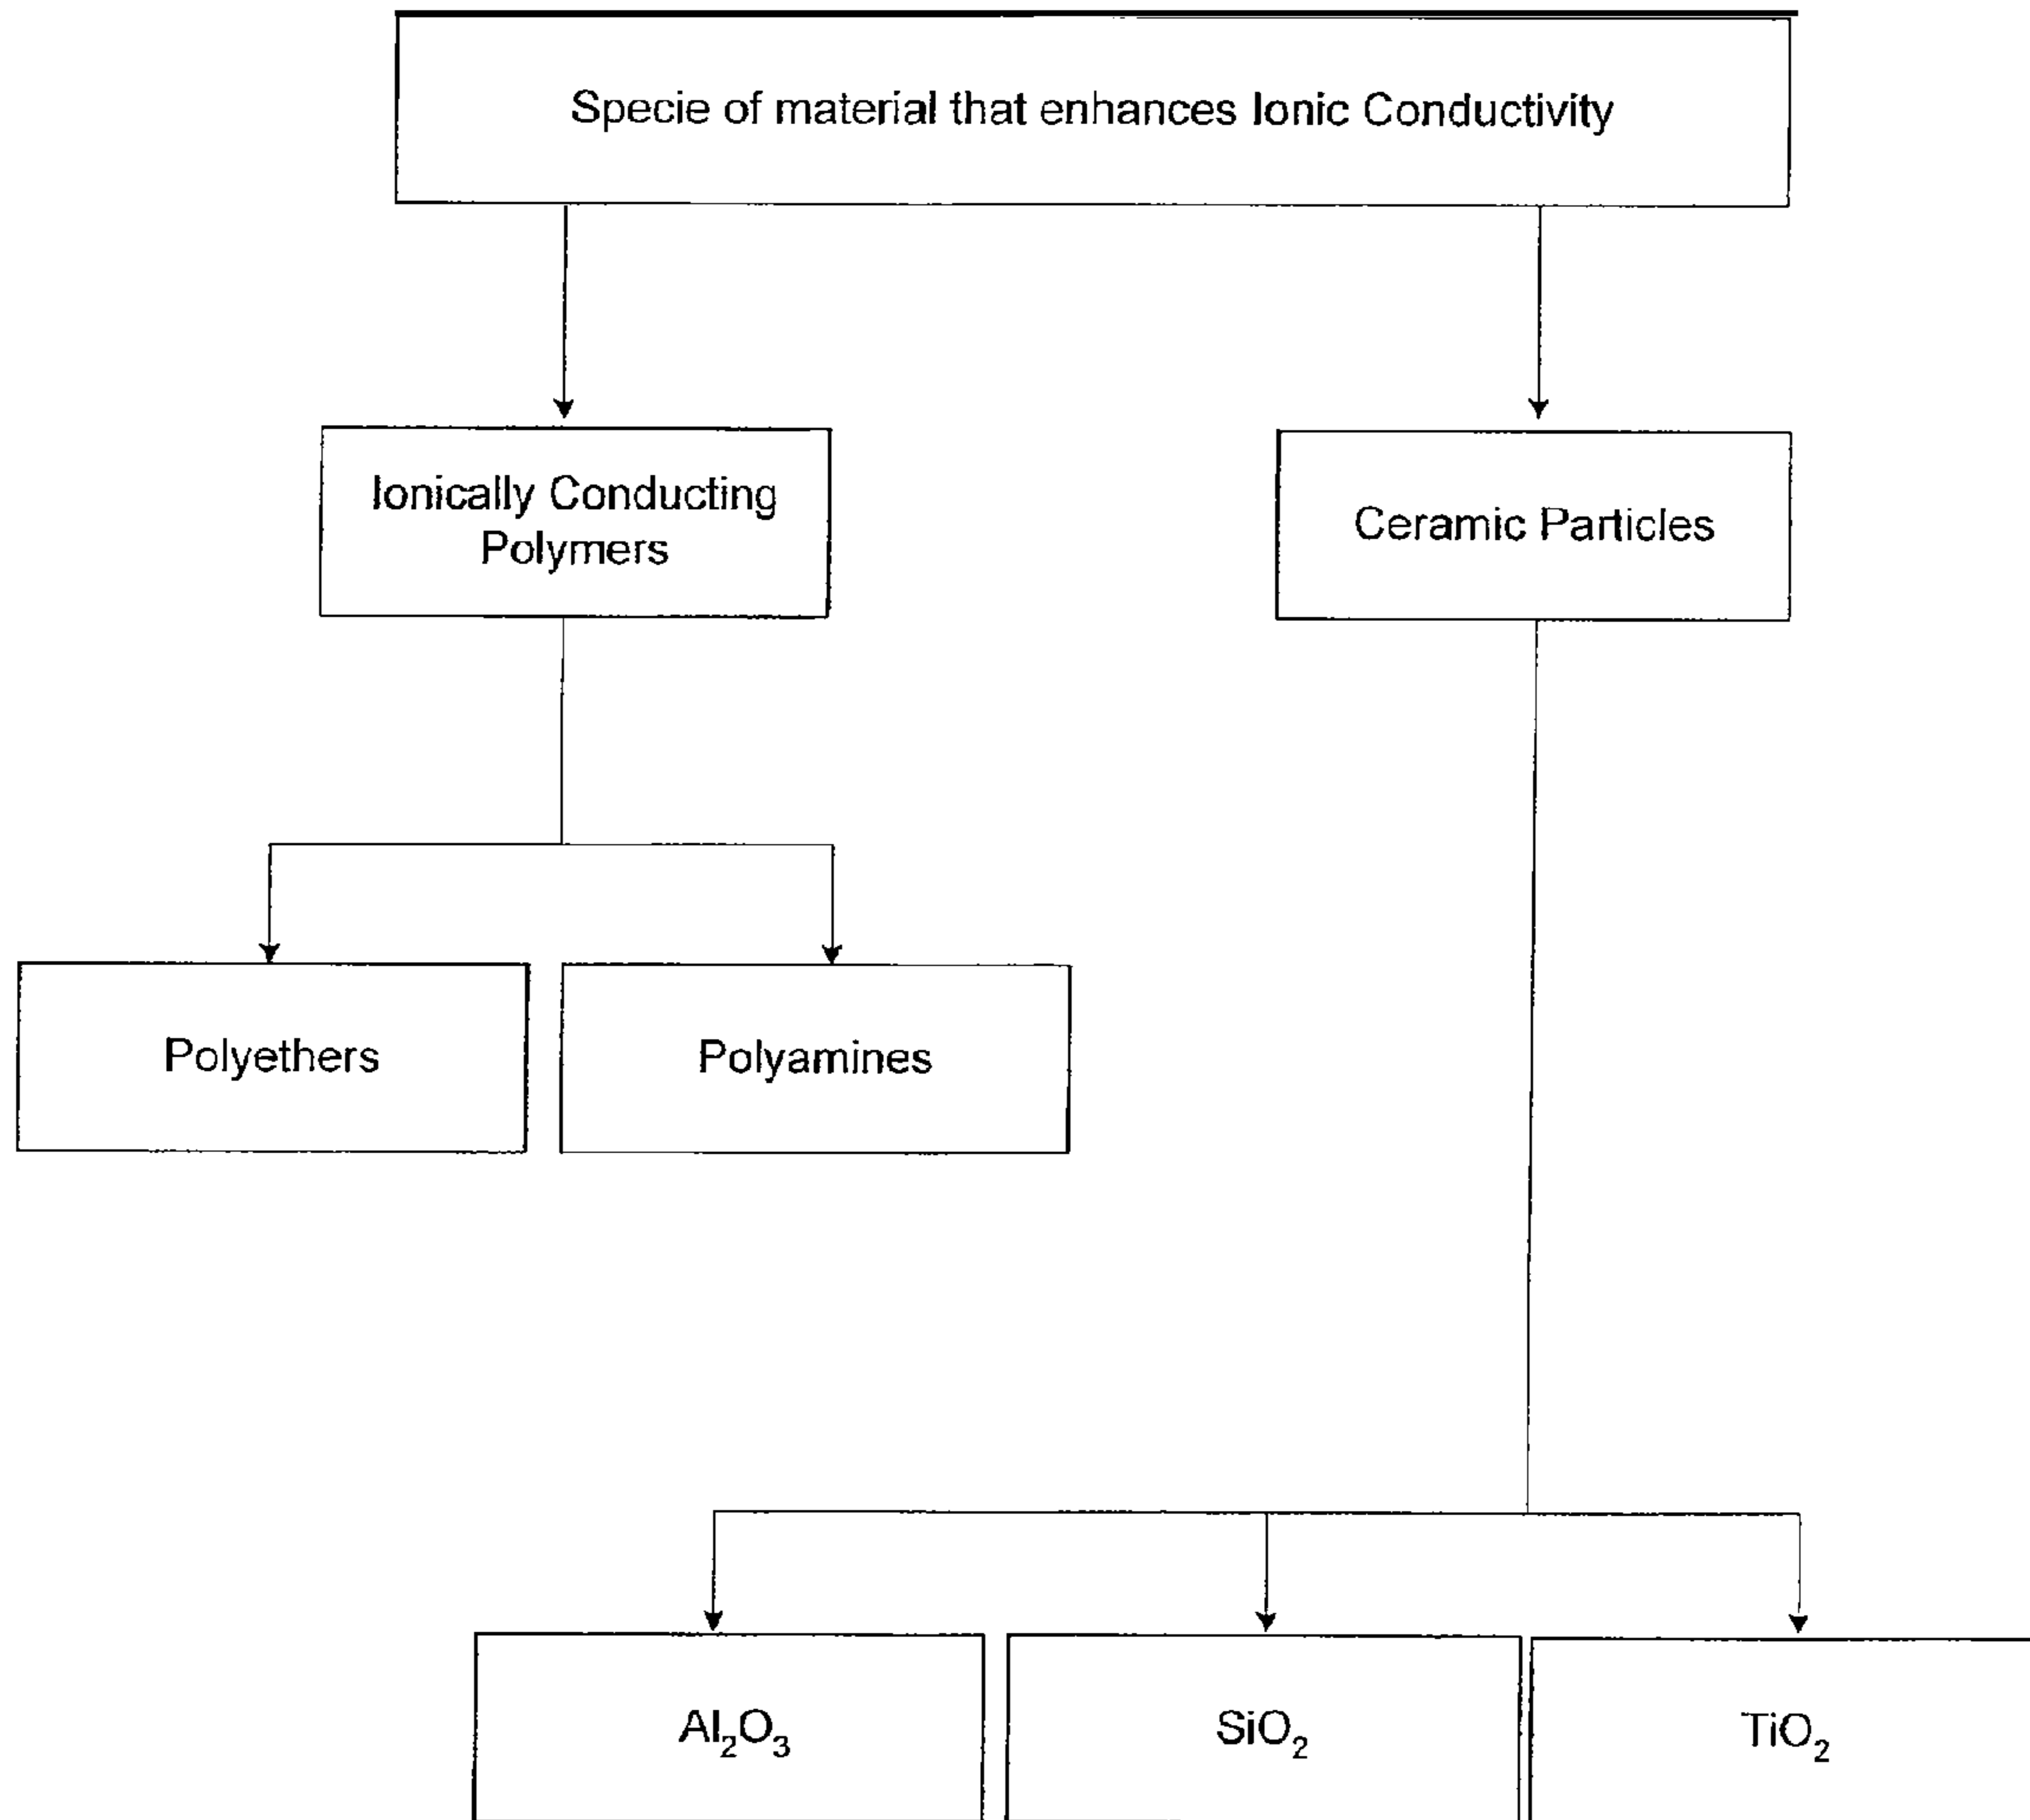 Specie of material that enhances Ionic Conductivity
Ionically Conducting
Polymers
Ceramic Particles
Polyethers
Polyamines
Al₂O₃
SiO₂
TiO₂